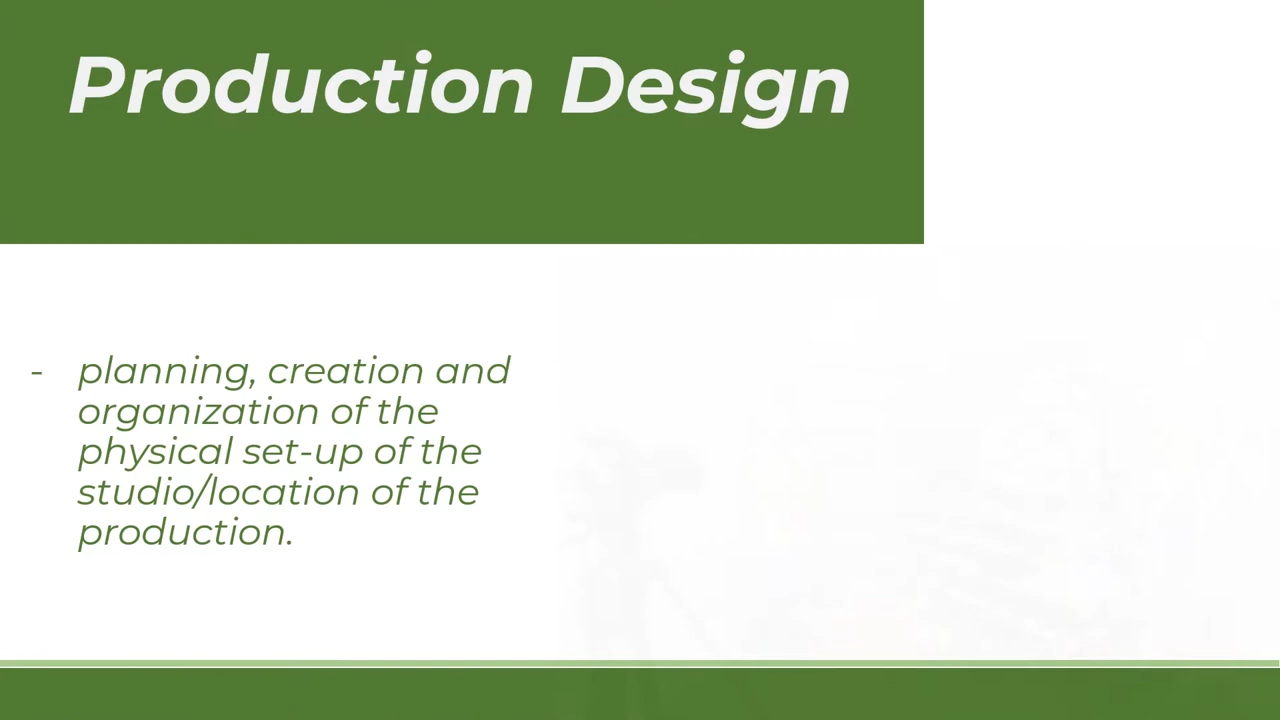 Production Design
- planning, creation and
organization of the
physical set-up of the
studio/location of the
production.